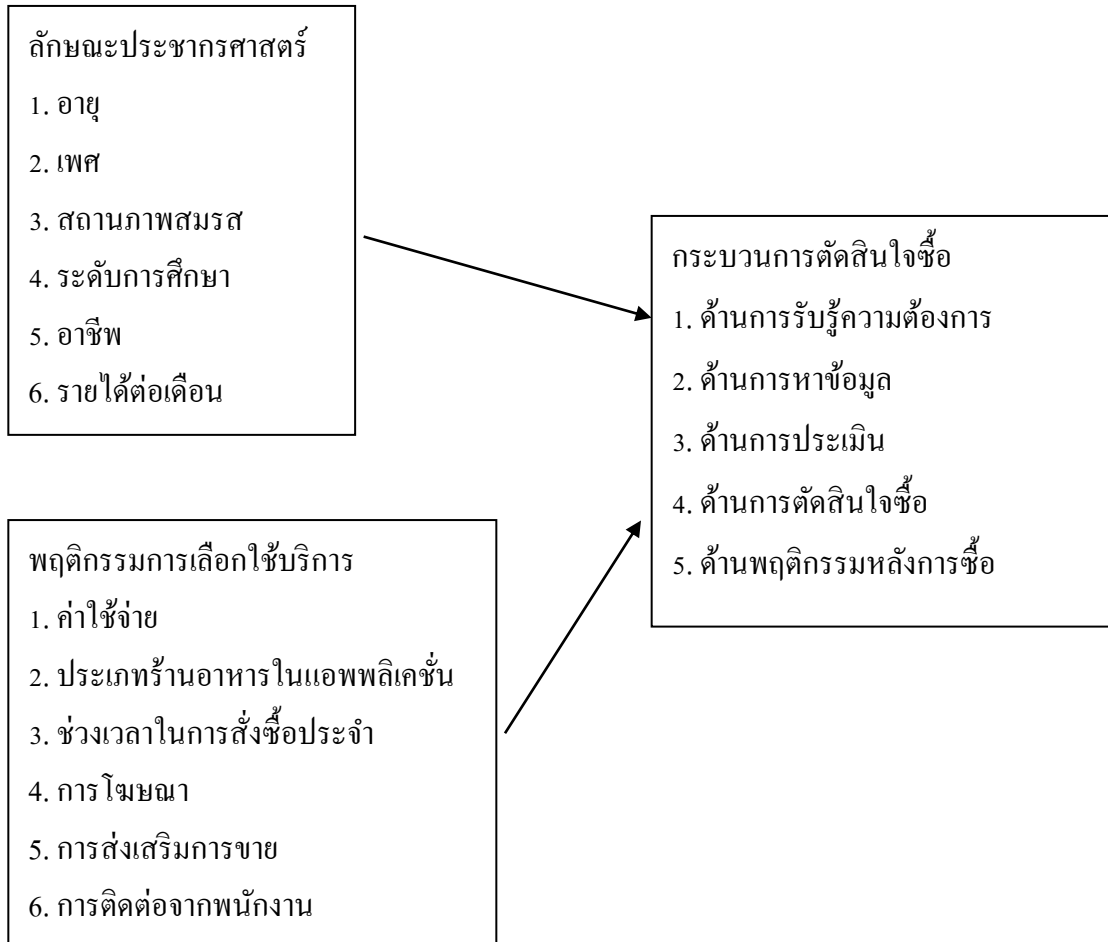 ลักษณะประชากรศาสตร์
1. อายุ
2. เพศ
3. สถานภาพสมรส
4. ระดับการศึกษา
5. อาชีพ
6. รายได้ต่อเดือน
พฤติกรรมการเลือกใช้บริการ
1. ค่าใช้จ่าย
2. ประเภทร้านอาหารในแอพพลิเคชั่น
3. ช่วงเวลาในการสั่งซื้อประจำ
4. การโฆษณา
5. การส่งเสริมการขาย
6. การติดต่อจากพนักงาน
กระบวนการตัดสินใจซื้อ
1. ด้านการรับรู้ความต้องการ
2. ด้านการหาข้อมูล
3. ด้านการประเมิน
4. ด้านการตัดสินใจซื้อ
5. ด้านพฤติกรรมหลังการซื้อ